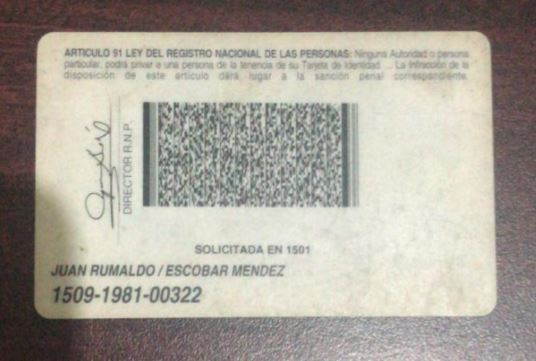 ARTICULO 91 LEY DEL REGISTRO NACIONAL DE LAS PERSONAS: Ninguna Autoridad o persona
particular, podrá privar a una persona de la tenencia de su Tarjeta de Identidad ... La Infracción de la
disposición de este artículo dará lugar a la sanción penal correspondiente.
DIRECTOR R.N.P.
SOLICITADA EN 1501
JUAN RUMALDO / ESCOBAR MENDEZ
1509-1981-00322